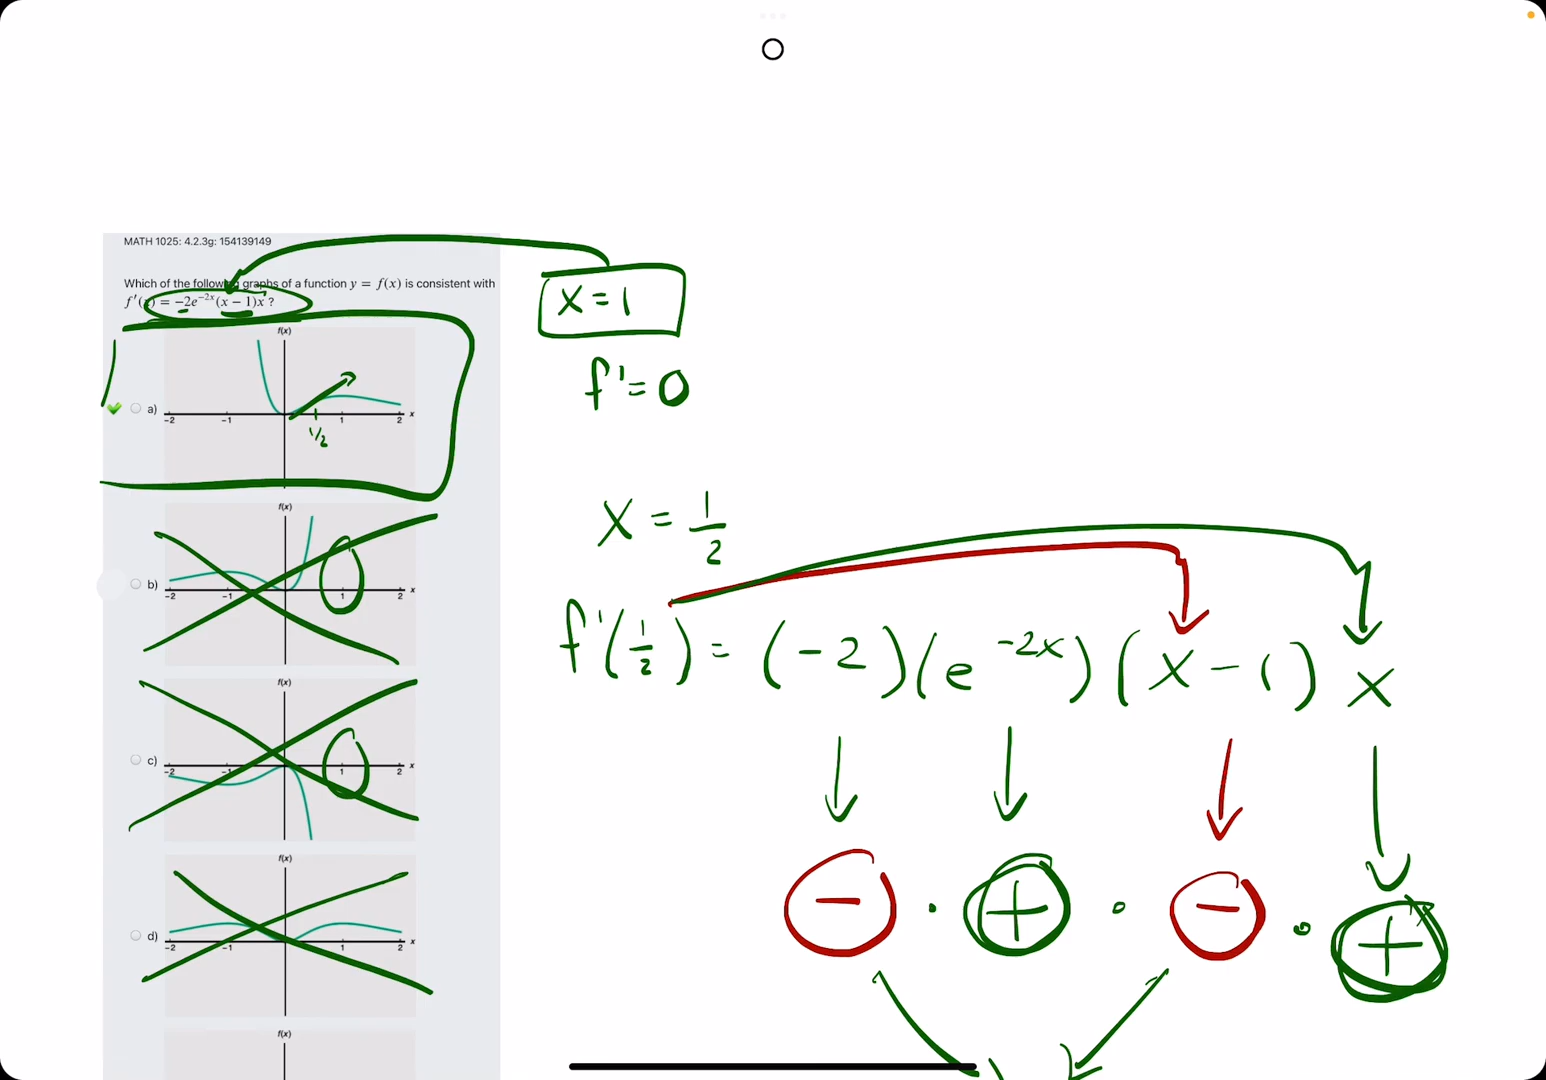 MATH 1025: 4.2.3g: 154139149
Which of the following graphs of a function y = f(x) is consistent with
f′(x) = −2e^{−2x}(x − 1)x ?
x = 1
f' = 0
f(x)
a)
-2 -1 1 2 x
1/2
x = 1/2
f(x)
b)
-2 -1 1 2 x
f'(1/2) = (-2)(e^{-2x})(x-1)x
f(x)
c)
-2 -1 1 2 x
f(x)
d)
-2 -1 1 2 x
− · + · − · +
f(x)